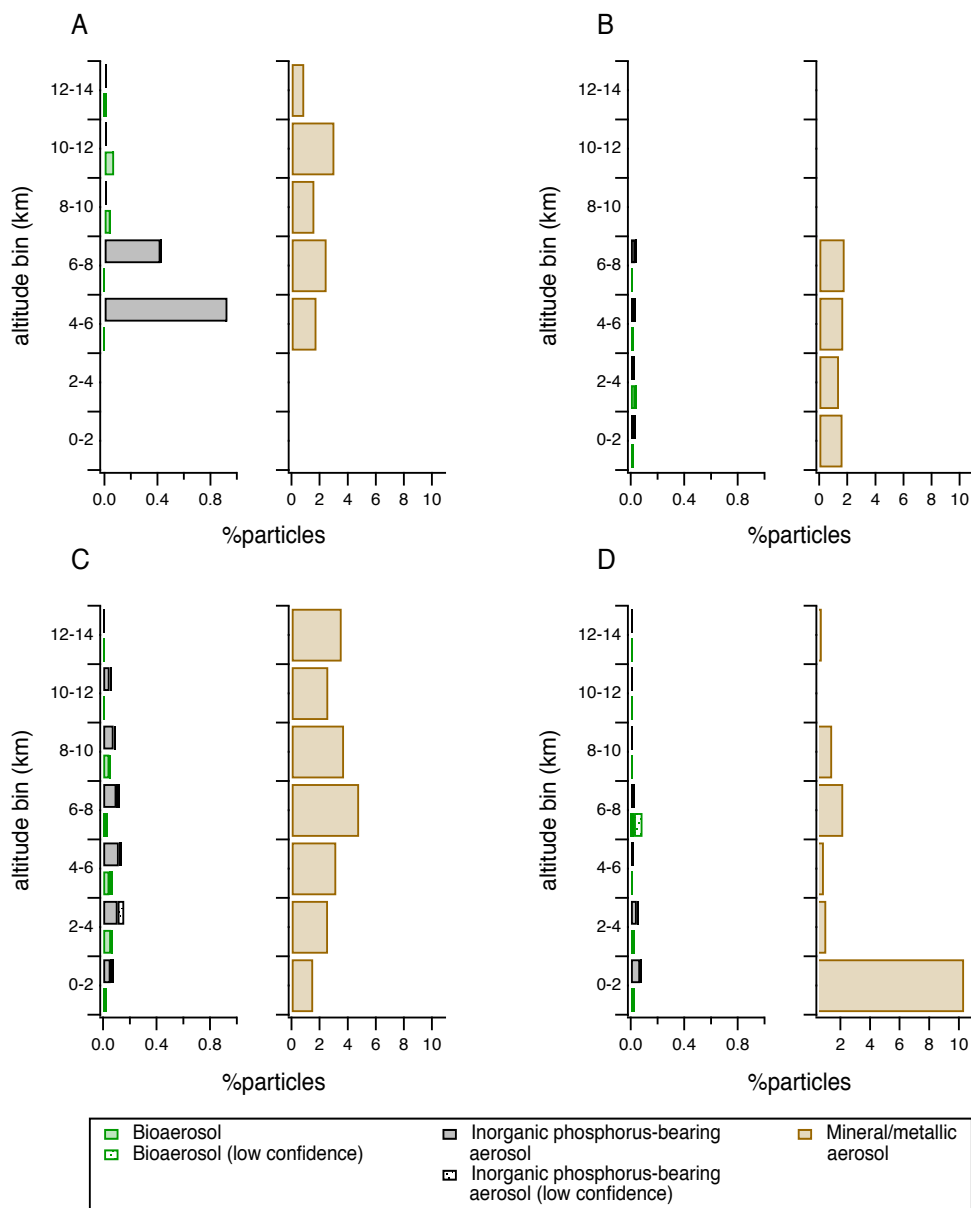 A
altitude bin (km)
12-14
10-12
8-10
6-8
4-6
2-4
0-2
0.0 0.4 0.8
0 2 4 6 8 10
%particles
B
altitude bin (km)
12-14
10-12
8-10
6-8
4-6
2-4
0-2
0.0 0.4 0.8
0 2 4 6 8 10
%particles
C
altitude bin (km)
12-14
10-12
8-10
6-8
4-6
2-4
0-2
0.0 0.4 0.8
0 2 4 6 8 10
%particles
D
altitude bin (km)
12-14
10-12
8-10
6-8
4-6
2-4
0-2
0.0 0.4 0.8
2 4 6 8 10
%particles
Bioaerosol
Bioaerosol (low confidence)
Inorganic phosphorus-bearing
aerosol
Inorganic phosphorus-bearing
aerosol (low confidence)
Mineral/metallic
aerosol